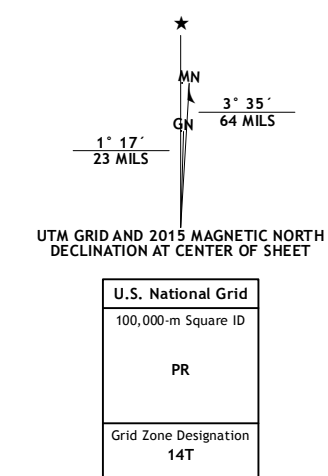 MN
3° 35´
64 MILS
GN
1° 17´
23 MILS
UTM GRID AND 2015 MAGNETIC NORTH
DECLINATION AT CENTER OF SHEET
U.S. National Grid
100,000-m Square ID
PR
Grid Zone Designation
14T